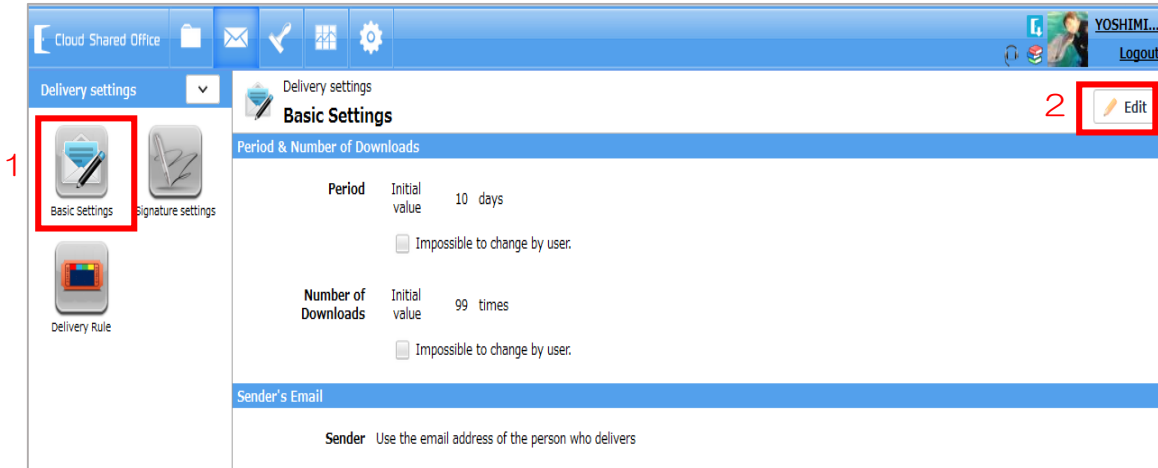 Cloud Shared Office
YOSHIMI...
Logout
Delivery settings
Delivery settings
Basic Settings
2
Edit
1
Basic Settings
Signature settings
Delivery Rule
Period & Number of Downloads
Period
Initial
value
10 days
Impossible to change by user.
Number of
Downloads
Initial
value
99 times
Impossible to change by user.
Sender's Email
Sender Use the email address of the person who delivers